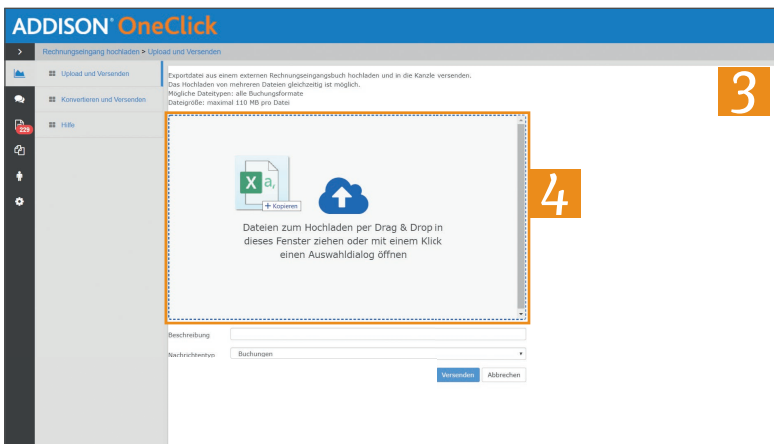 ADDISON OneClick
Rechnungseingang hochladen > Upload und Versenden
3
Upload und Versenden
Konvertieren und Versenden
Hilfe
229
Exportdatei aus einem externen Rechnungseingangsbuch hochladen und in die Kanzlei versenden.
Das Hochladen von mehreren Dateien gleichzeitig ist möglich.
Mögliche Dateitypen: alle Buchungsformate
Dateigröße: maximal 110 MB pro Datei
4
X a,
+ Kopieren
Dateien zum Hochladen per Drag & Drop in
dieses Fenster ziehen oder mit einem Klick
einen Auswahldialog öffnen
Beschreibung
Nachrichtentyp Buchungen
Versenden Abbrechen